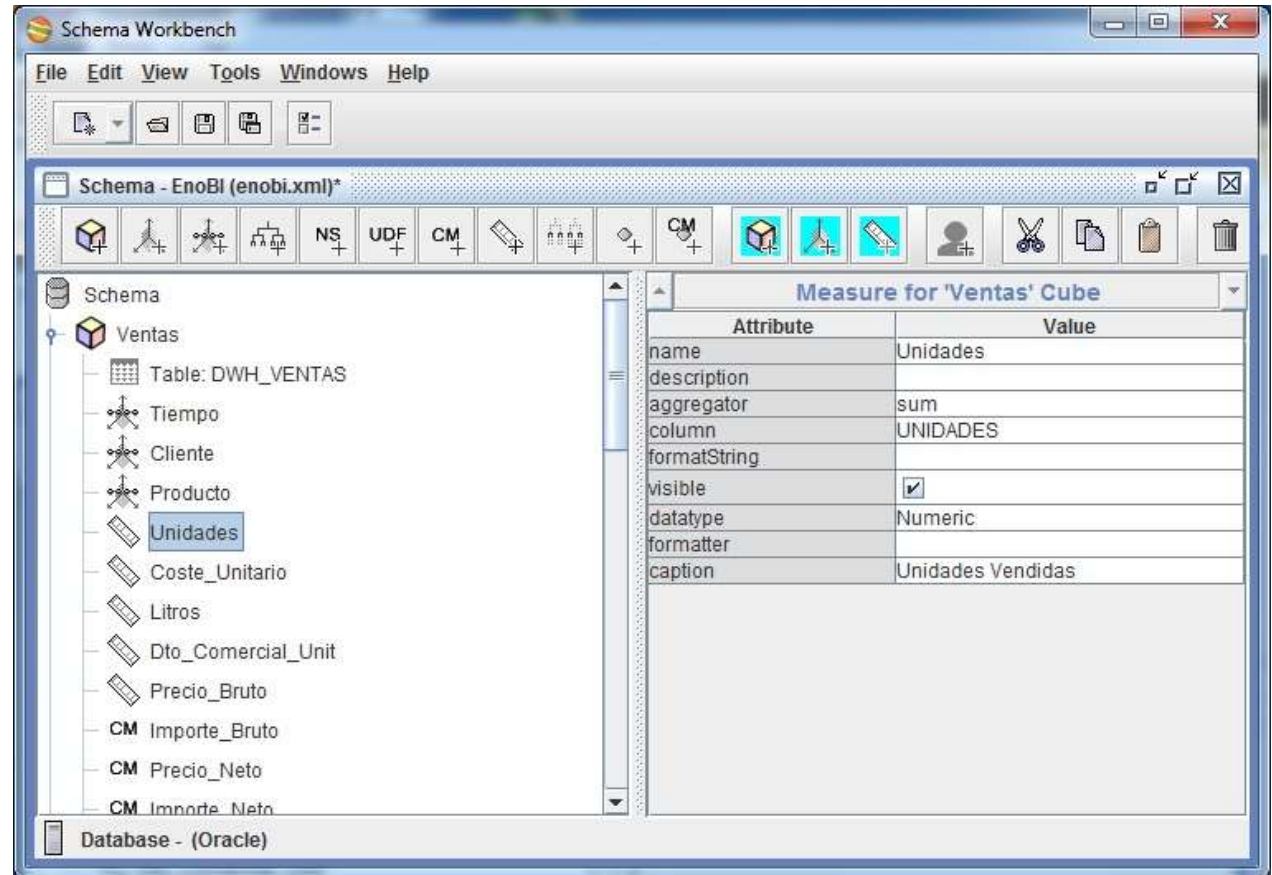 Schema Workbench
File Edit View Tools Windows Help
Schema - EnoBI (enobi.xml)*
NS UDF CM CM
Schema
Ventas
Table: DWH_VENTAS
Tiempo
Cliente
Producto
Unidades
Coste_Unitario
Litros
Dto_Comercial_Unit
Precio_Bruto
CM Importe_Bruto
CM Precio_Neto
CM Importe_Neto
Measure for 'Ventas' Cube
Attribute Value
name Unidades
description
aggregator sum
column UNIDADES
formatString
visible
datatype Numeric
formatter
caption Unidades Vendidas
Database - (Oracle)